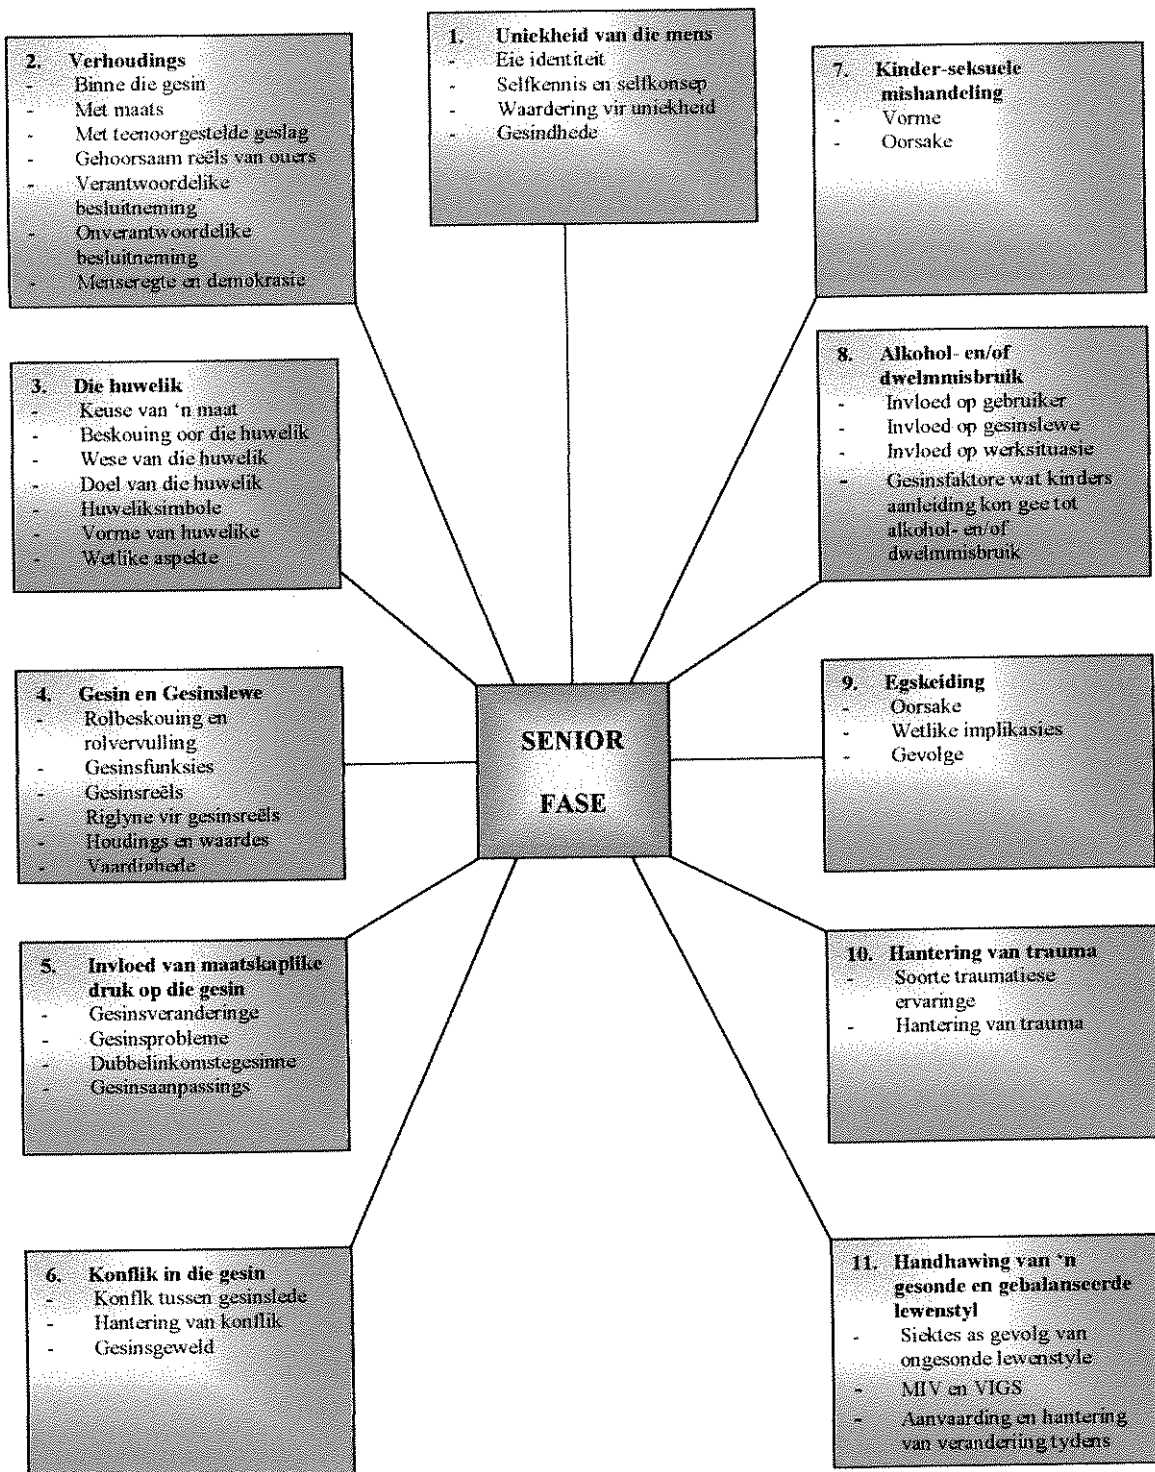 1. Uniekheid van die mens
- Eie identiteit
- Selfkennis en selfkonsep
- Waardering vir uniekheid
- Gesindhede
2. Verhoudings
- Binne die gesin
- Met maats
- Met teenoorgestelde geslag
- Gehoorsaam reëls van ouers
- Verantwoordelike
besluitneming
- Onverantwoordelike
besluitneming
- Menseregte en demokrasie
3. Die huwelik
- Keuse van ‘n maat
- Beskouing oor die huwelik
- Wese van die huwelik
- Doel van die huwelik
- Huweliksimbole
- Vorme van huwelike
- Wetlike aspekte
4. Gesin en Gesinslewe
- Rolbeskouing en
rolvervulling
- Gesinsfunksies
- Gesinsreëls
- Riglyne vir gesinsreëls
- Houdings en waardes
- Vaardighede
5. Invloed van maatskaplike
druk op die gesin
- Gesinsveranderinge
- Gesinsprobleme
- Dubbelinkomstegesinne
- Gesinsaanpassings
6. Konflik in die gesin
- Konflk tussen gesinslede
- Hantering van konflik
- Gesinsgeweld
SENIOR
FASE
7. Kinder-seksuele
mishandeling
- Vorme
- Oorsake
8. Alkohol- en/of
dwelmmisbruik
- Invloed op gebruiker
- Invloed op gesinslewe
- Invloed op werksituasie
- Gesinsfaktore wat kinders
aanleiding kon gee tot
alkohol- en/of
dwelmmisbruik
9. Egskeiding
- Oorsake
- Wetlike implikasies
- Gevolge
10. Hantering van trauma
- Soorte traumatiese
ervaringe
- Hantering van trauma
11. Handhawing van ‘n
gesonde en gebalanseerde
lewenstyl
- Siektes as gevolg van
ongesonde lewenstyle
- MIV en VIGS
- Aanvaarding en hantering
van veranderiing tydens